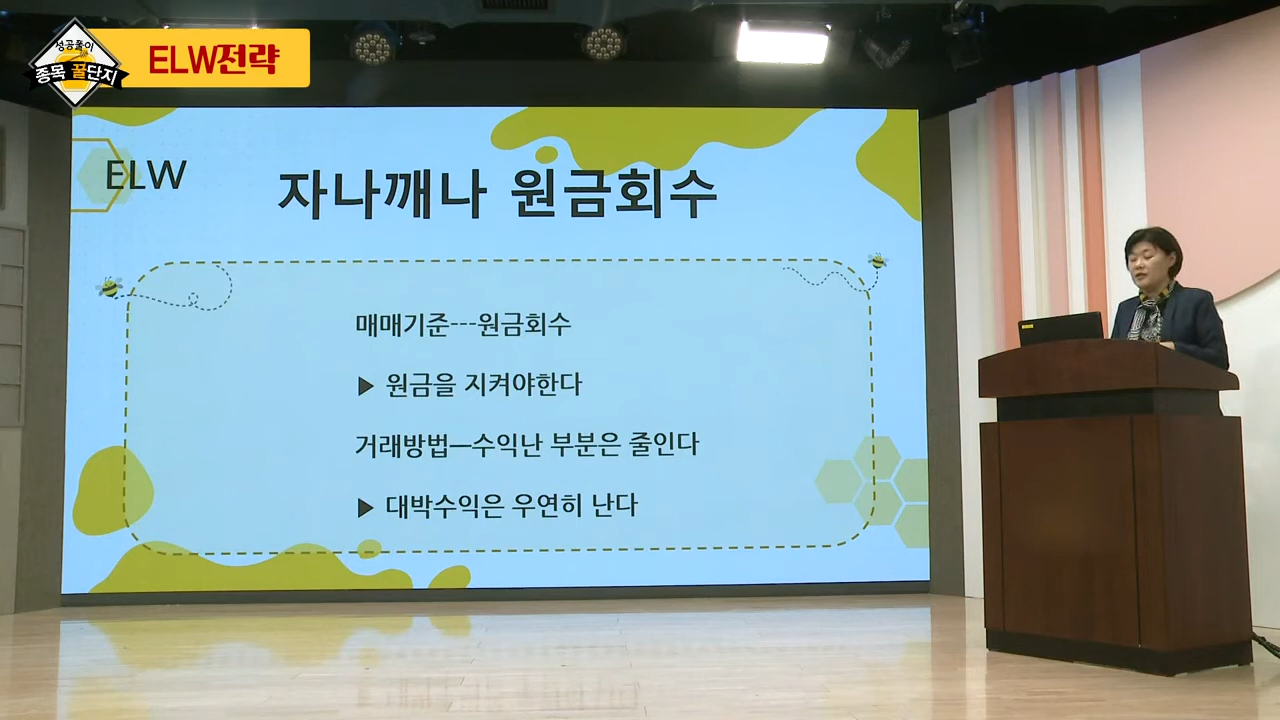 성공풀이
종목 꿀단지
ELW전략
ELW
자나깨나 원금회수
매매기준---원금회수
▶ 원금을 지켜야한다
거래방법—수익난 부분은 줄인다
▶ 대박수익은 우연히 난다